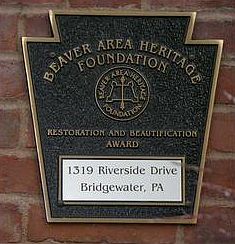 BEAVER AREA HERITAGE
FOUNDATION
BEAVER AREA HERITAGE
FOUNDATION
RESTORATION AND BEAUTIFICATION
AWARD
1319 Riverside Drive
Bridgewater, PA